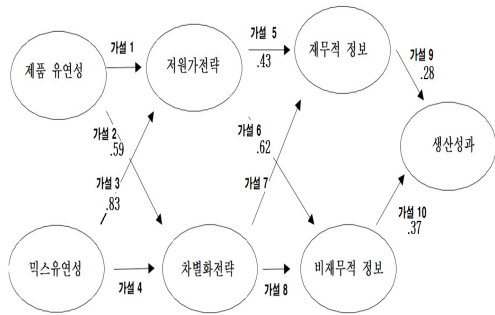 가설 1
가설 5
.43
가설 9
.28
제품 유연성
저원가전략
재무적 정보
가설 2
.59
가설 6
.62
가설 3
.83
가설 7
생산성과
가설 10
.37
믹스유연성
차별화전략
비재무적 정보
가설 4
가설 8